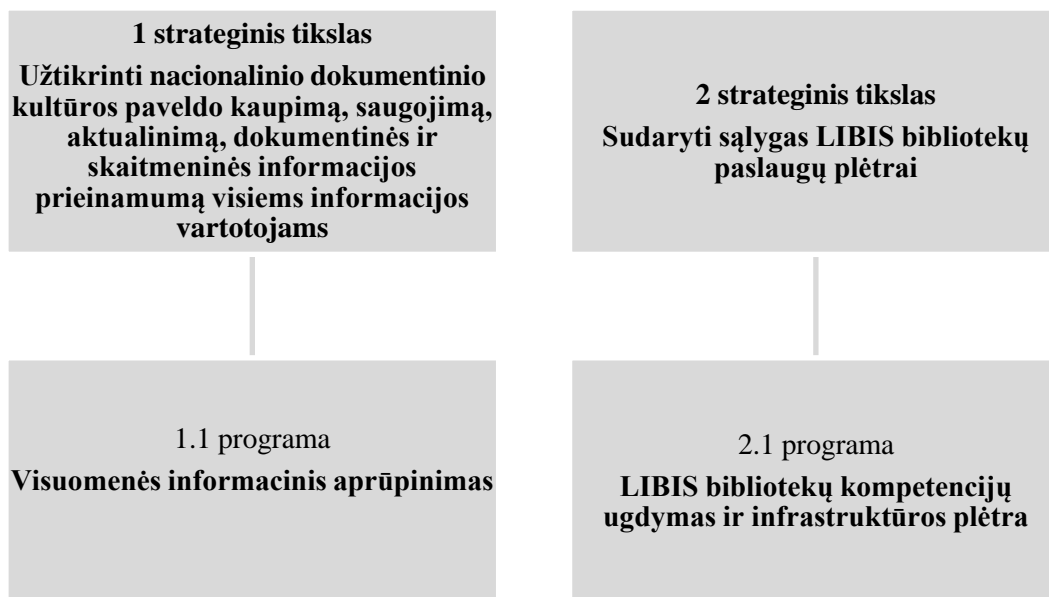 1 strateginis tikslas
Užtikrinti nacionalinio dokumentinio
kultūros paveldo kaupimą, saugojimą,
aktualinimą, dokumentinės ir
skaitmeninės informacijos
prieinamumą visiems informacijos
vartotojams
2 strateginis tikslas
Sudaryti sąlygas LIBIS bibliotekų
paslaugų plėtrai
1.1 programa
Visuomenės informacinis aprūpinimas
2.1 programa
LIBIS bibliotekų kompetencijų
ugdymas ir infrastruktūros plėtra